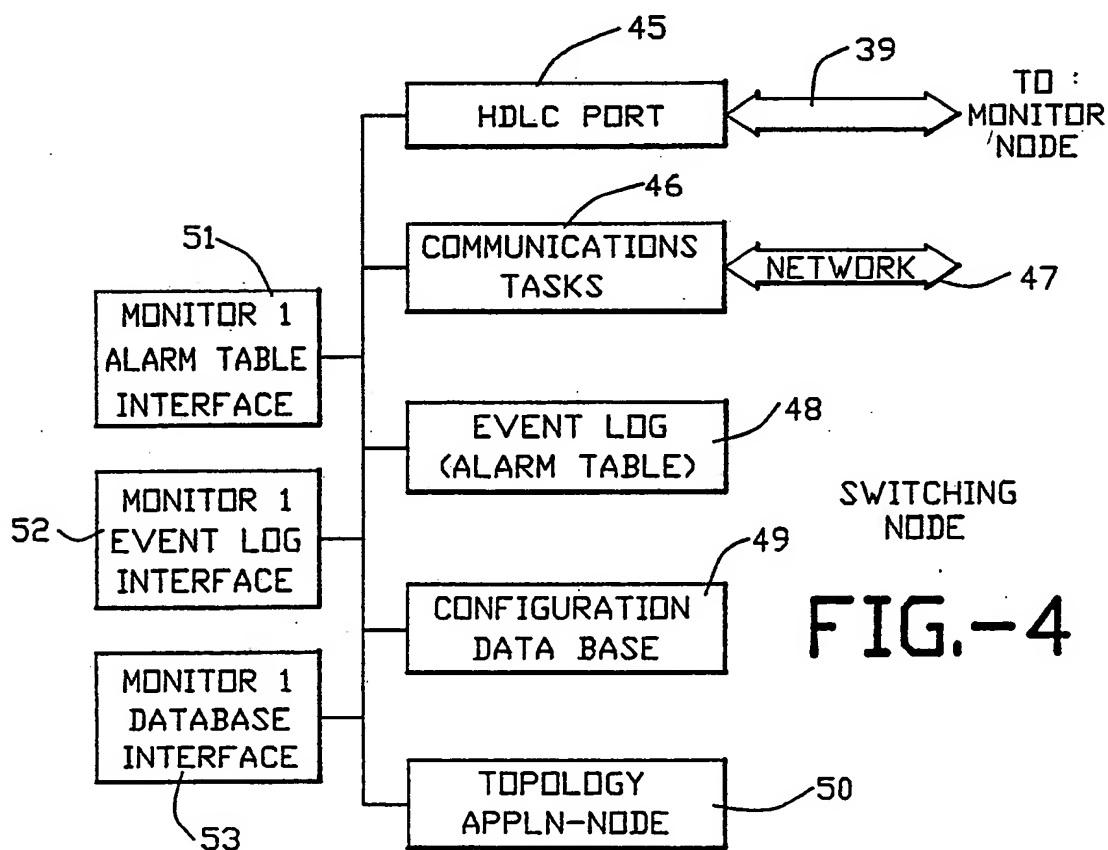 45
39
HDLC PORT
TO :
MONITOR
NODE
46
COMMUNICATIONS
TASKS
NETWORK
47
51
MONITOR 1
ALARM TABLE
INTERFACE
48
EVENT LOG
(ALARM TABLE)
52
MONITOR 1
EVENT LOG
INTERFACE
SWITCHING
NODE
49
CONFIGURATION
DATA BASE
FIG.-4
MONITOR 1
DATABASE
INTERFACE
53
TOPOLOGY
APPLN-NODE
50